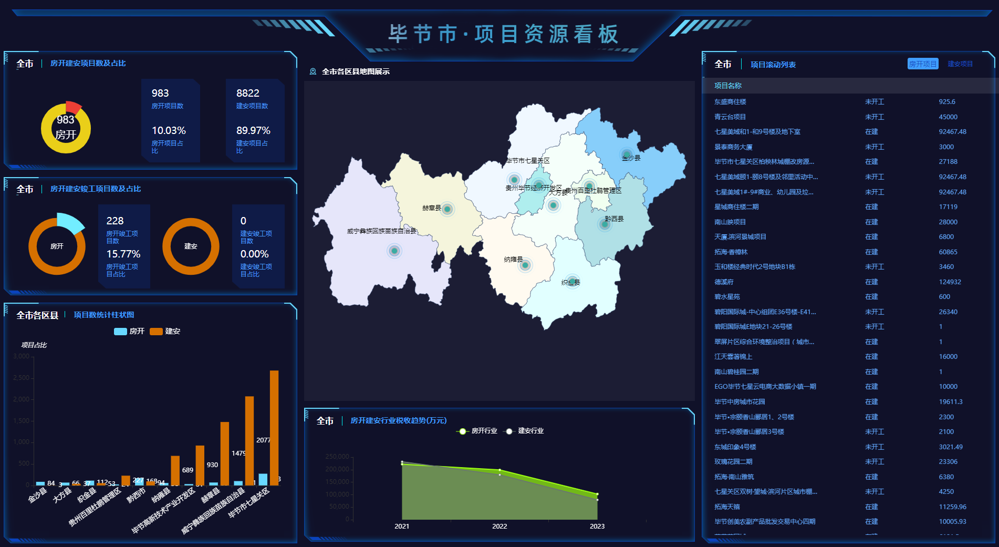 毕节市·项目资源看板
全市
房开建安项目数及占比
983
房开
983
房开项目数
10.03%
房开项目占
比
8822
建安项目数
89.97%
建安项目占
比
全市
房开建安竣工项目数及占比
房开
228
房开竣工项
目数
15.77%
房开竣工项
目占比
建安
0
建安竣工项
目数
0.00%
建安竣工项
目占比
全市各区县
项目数统计柱状图
房开
建安
项目占比
3,000
2,500
2,000
1,500
1,000
500
0
84
3
66
37
112
53
227
168
94
689
930
1479
2077
金沙县
大方县
织金县
贵州百里杜鹃管理区
黔西市
纳雍县
毕节高新技术产业开发区
赫章县
威宁彝族回族苗族自治县
毕节市七星关区
全市各区县地图展示
毕节市七星关区
金沙县
贵州毕节经济开发区
大方县
贵州百里杜鹃管理区
赫章县
黔西县
威宁彝族回族苗族自治县
纳雍县
织金县
全市
房开建安行业税收趋势(万元)
房开行业
建安行业
250,000
200,000
150,000
100,000
50,000
0
2021
2022
2023
全市
项目滚动列表
房开项目
建安项目
项目名称
东盛商住楼 未开工 925.6
青云台项目 未开工 45000
七星美域和1-和9号楼及地下室 在建 92467.48
景泰商务大厦 未开工 3000
毕节市七星关区柏秧林城棚改房源... 在建 27188
七星美域颐1-颐8号楼及邻里活动中... 未开工 92467.48
七星美域1#-9#商业、幼儿园及垃... 在建 92467.48
星城商住楼二期 在建 17119
南山映项目 在建 28000
天厦.滨河景城项目 在建 6800
拓海·香樟林 在建 60865
玉和楼经典时代2号地块B1栋 未开工 3460
德溪府 在建 124932
碧水星苑 在建 600
碧阳国际城-中心组团E36号楼-E41... 未开工 26340
碧阳国际城E地块21-26号楼 未开工 1
翠屏片区综合环境整治项目（城市... 在建 1
江天雲著锦上 在建 16000
南山碧桂园二期 在建 1
EGO毕节七星云电商大数据小镇一期 在建 10000
毕节中房城市花园 在建 19611.3
毕节•宗颐香山郦居1、2号楼 在建 2300
毕节•宗颐香山郦居3号楼 未开工 2100
东城印象4号楼 未开工 3021.49
玫瑰花园二期 未开工 23306
拓海·南山雅筑 在建 6380
七星关区双树·望城·滨河片区城市棚... 未开工 4250
拓海天禧 在建 11259.96
毕节创美农副产品批发交易中心四期 在建 10005.93